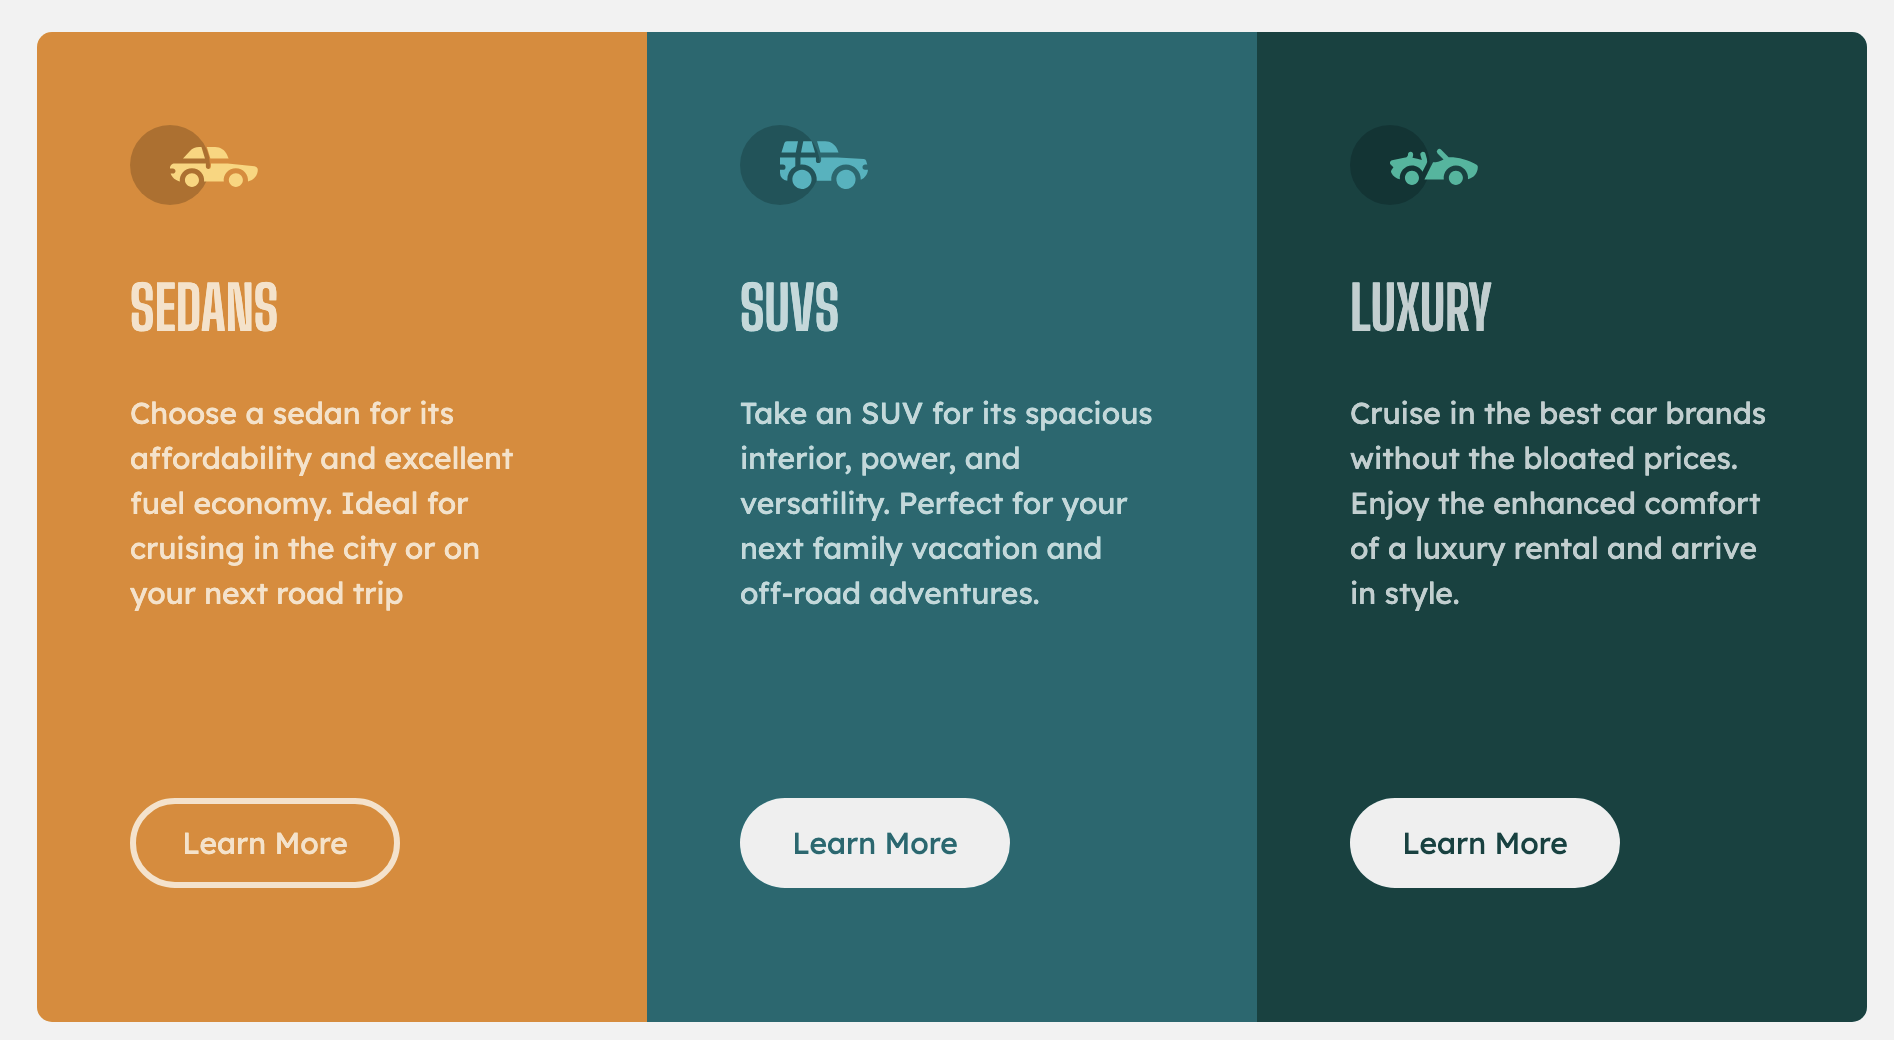 SEDANS
Choose a sedan for its
affordability and excellent
fuel economy. Ideal for
cruising in the city or on
your next road trip
Learn More
SUVS
Take an SUV for its spacious
interior, power, and
versatility. Perfect for your
next family vacation and
off-road adventures.
Learn More
LUXURY
Cruise in the best car brands
without the bloated prices.
Enjoy the enhanced comfort
of a luxury rental and arrive
in style.
Learn More